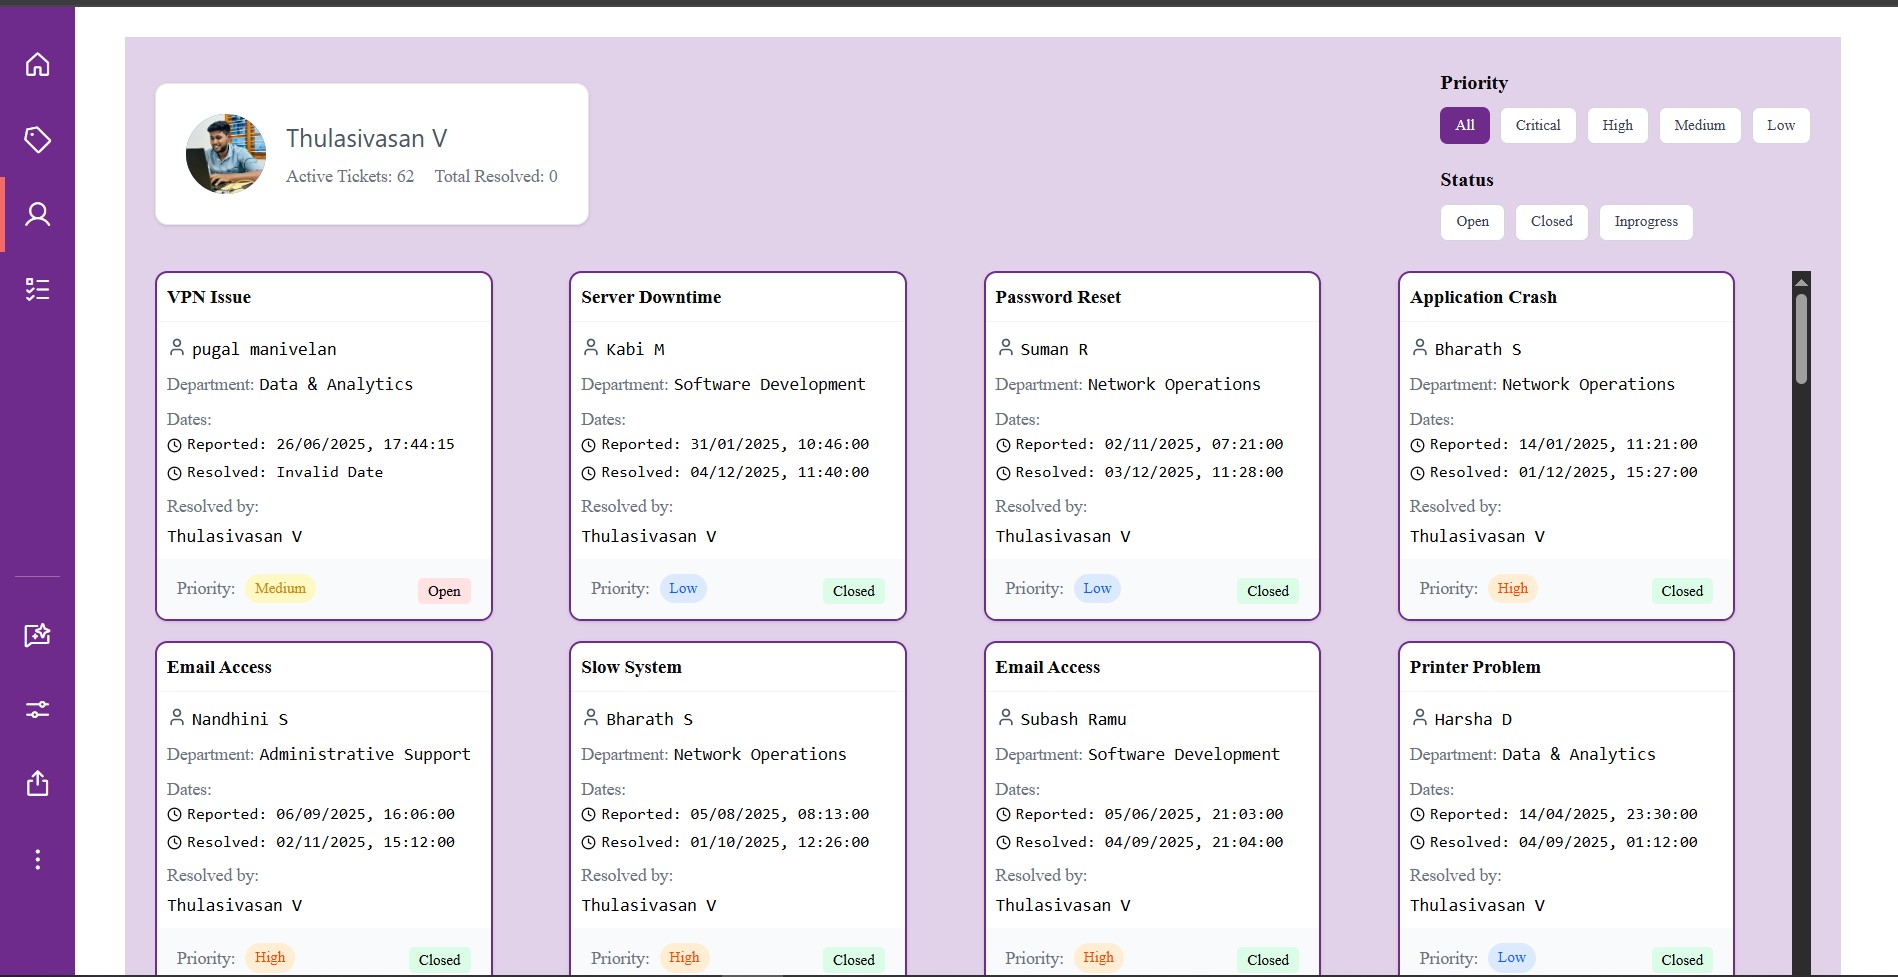 Thulasivasan V
Active Tickets: 62 Total Resolved: 0
Priority
All Critical High Medium Low
Status
Open Closed Inprogress
VPN Issue
pugal manivelan
Department: Data & Analytics
Dates:
Reported: 26/06/2025, 17:44:15
Resolved: Invalid Date
Resolved by:
Thulasivasan V
Priority: Medium Open
Server Downtime
Kabi M
Department: Software Development
Dates:
Reported: 31/01/2025, 10:46:00
Resolved: 04/12/2025, 11:40:00
Resolved by:
Thulasivasan V
Priority: Low Closed
Password Reset
Suman R
Department: Network Operations
Dates:
Reported: 02/11/2025, 07:21:00
Resolved: 03/12/2025, 11:28:00
Resolved by:
Thulasivasan V
Priority: Low Closed
Application Crash
Bharath S
Department: Network Operations
Dates:
Reported: 14/01/2025, 11:21:00
Resolved: 01/12/2025, 15:27:00
Resolved by:
Thulasivasan V
Priority: High Closed
Email Access
Nandhini S
Department: Administrative Support
Dates:
Reported: 06/09/2025, 16:06:00
Resolved: 02/11/2025, 15:12:00
Resolved by:
Thulasivasan V
Priority: High Closed
Slow System
Bharath S
Department: Network Operations
Dates:
Reported: 05/08/2025, 08:13:00
Resolved: 01/10/2025, 12:26:00
Resolved by:
Thulasivasan V
Priority: High Closed
Email Access
Subash Ramu
Department: Software Development
Dates:
Reported: 05/06/2025, 21:03:00
Resolved: 04/09/2025, 21:04:00
Resolved by:
Thulasivasan V
Priority: High Closed
Printer Problem
Harsha D
Department: Data & Analytics
Dates:
Reported: 14/04/2025, 23:30:00
Resolved: 04/09/2025, 01:12:00
Resolved by:
Thulasivasan V
Priority: Low Closed